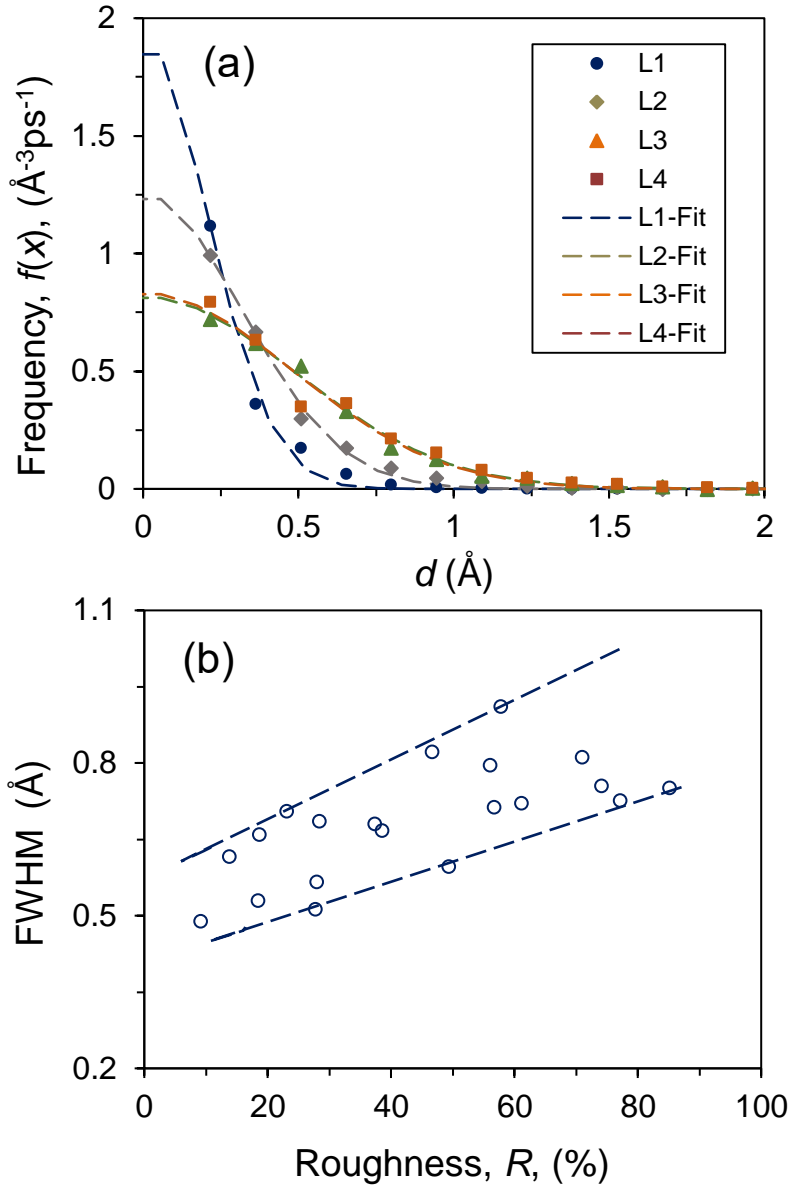 (a)
Frequency, f(x), (Å-3ps-1)
2
1.5
1
0.5
0
L1
L2
L3
L4
L1-Fit
L2-Fit
L3-Fit
L4-Fit
0 0.5 1 1.5 2
d (Å)
(b)
FWHM (Å)
1.1
0.8
0.5
0.2
0 20 40 60 80 100
Roughness, R, (%)